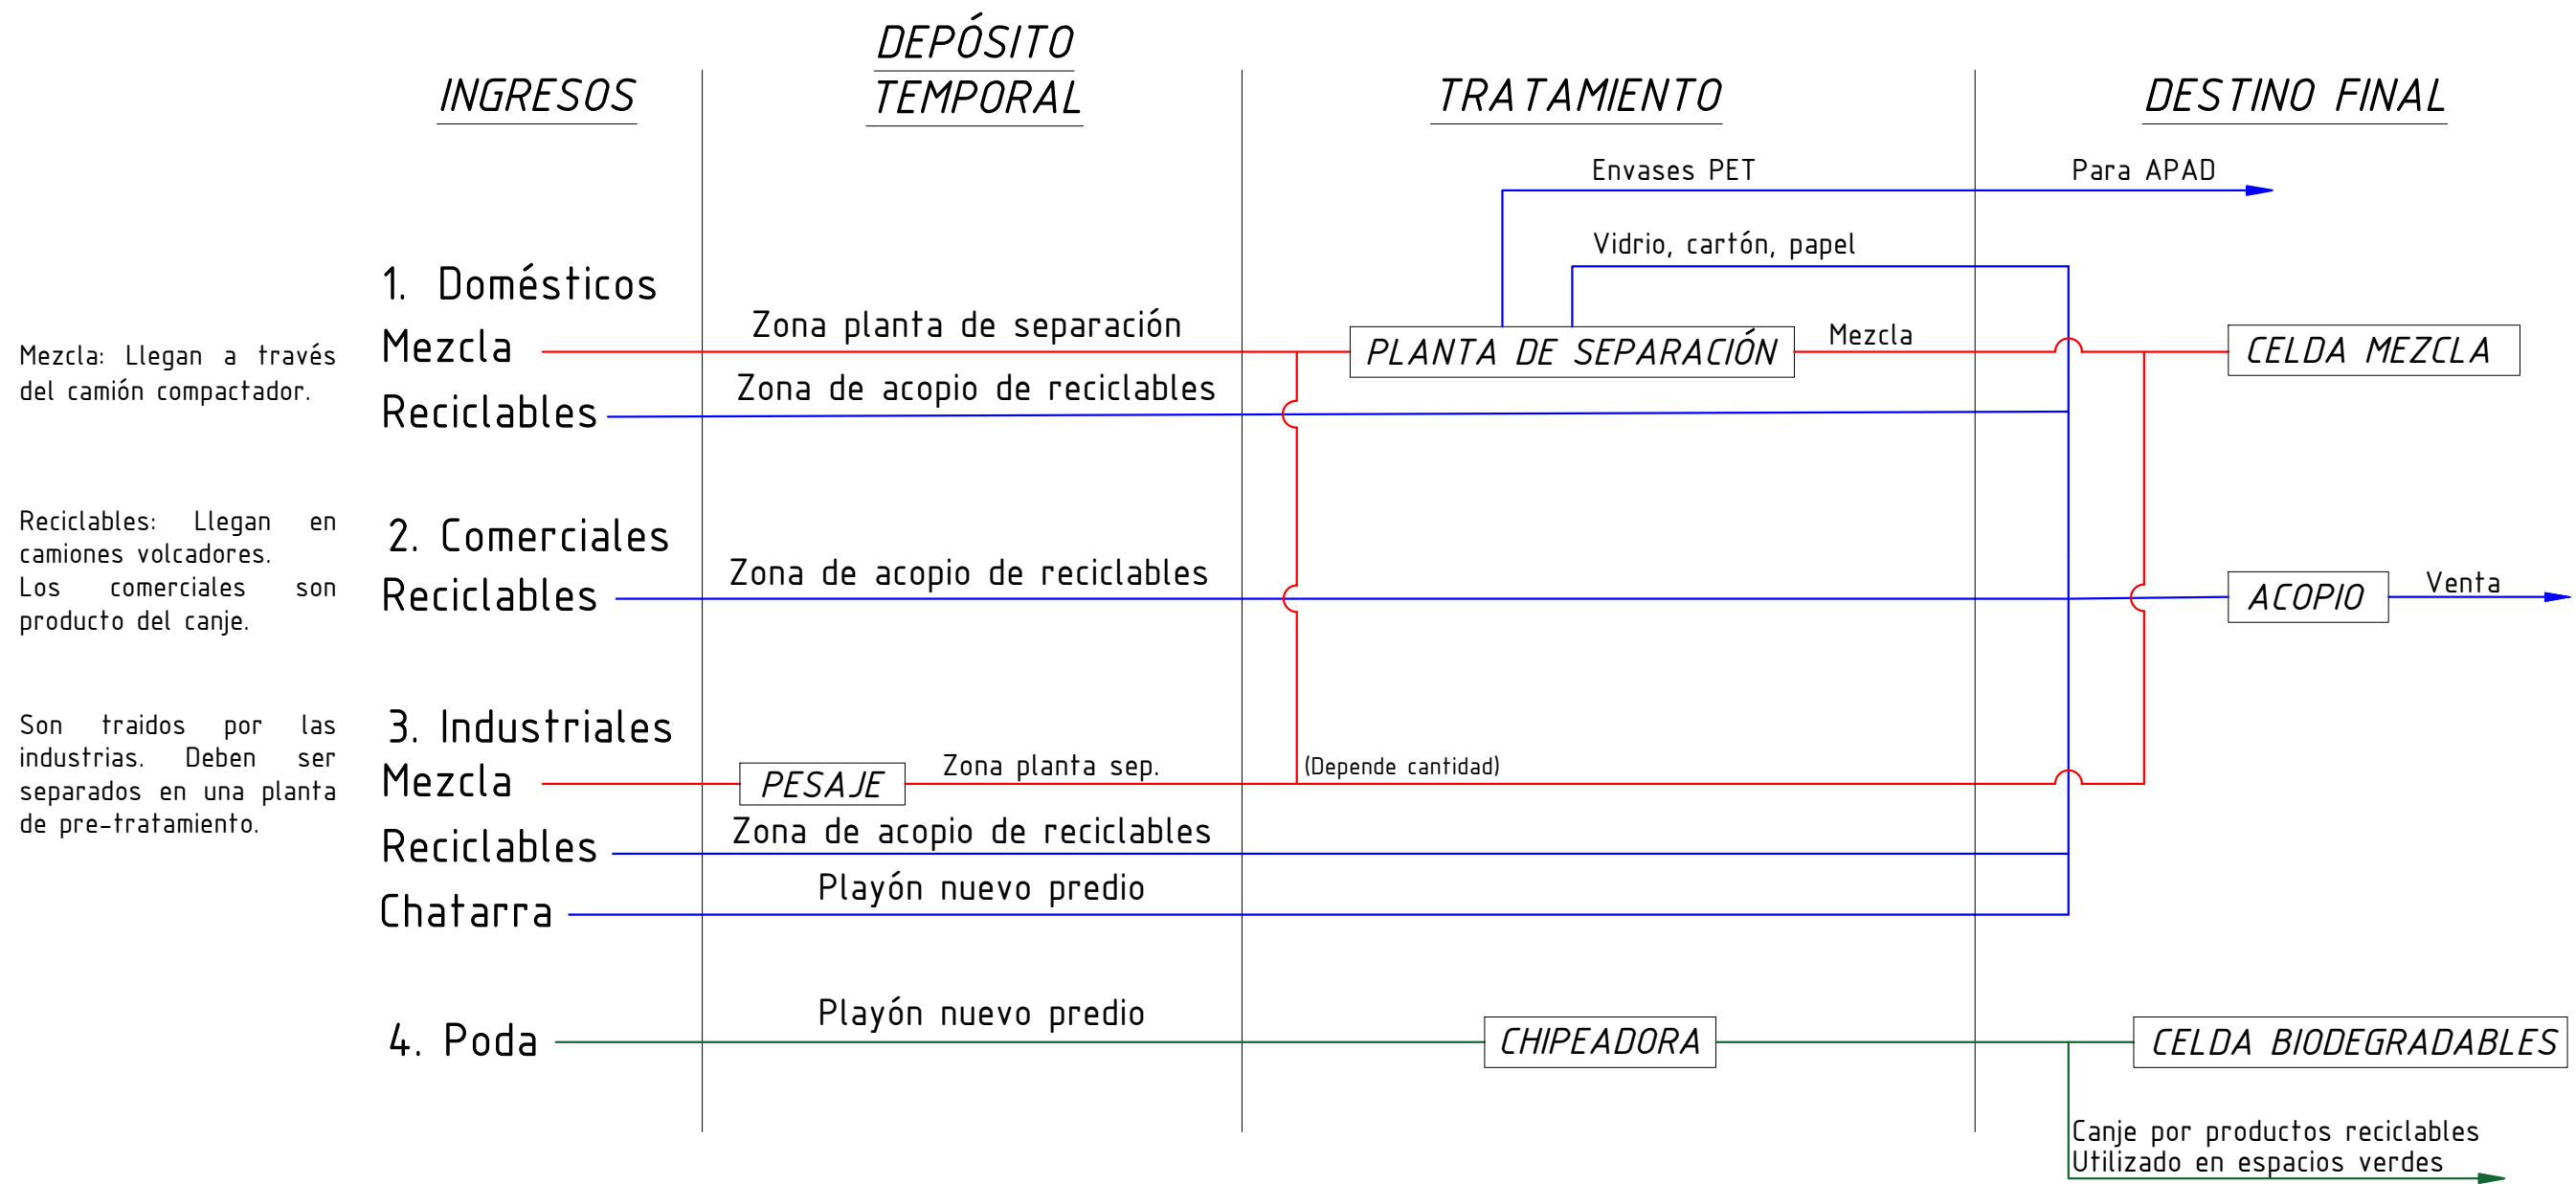 INGRESOS
DEPÓSITO
TEMPORAL
TRATAMIENTO
DESTINO FINAL
Envases PET
Para APAD
Vidrio, cartón, papel
1. Domésticos
Mezcla: Llegan a través
del camión compactador.
Mezcla
Zona planta de separación
PLANTA DE SEPARACIÓN
Mezcla
CELDA MEZCLA
Reciclables
Zona de acopio de reciclables
Reciclables: Llegan en
camiones volcadores.
Los comerciales son
producto del canje.
2. Comerciales
Reciclables
Zona de acopio de reciclables
ACOPIO
Venta
Son traidos por las
industrias. Deben ser
separados en una planta
de pre-tratamiento.
3. Industriales
Mezcla
PESAJE
Zona planta sep.
(Depende cantidad)
Reciclables
Zona de acopio de reciclables
Chatarra
Playón nuevo predio
4. Poda
Playón nuevo predio
CHIPEADORA
CELDA BIODEGRADABLES
Canje por productos reciclables
Utilizado en espacios verdes